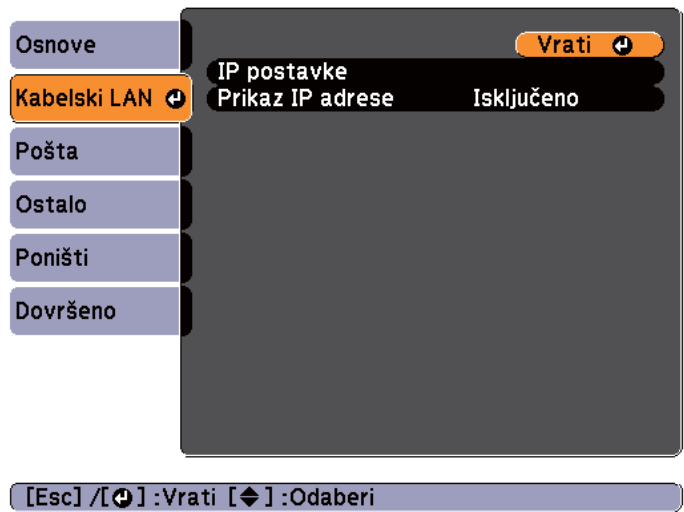 Osnove
Kabelski LAN
Pošta
Ostalo
Poništi
Dovršeno
Vrati
IP postavke
Prikaz IP adrese Isključeno
[Esc] /[⏎] :Vrati [◆] :Odaberi